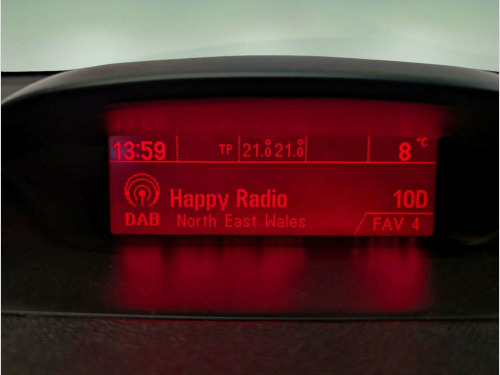 13:59 TP 21.0 21.0 8 °C
Happy Radio 10D
DAB North East Wales FAV 4